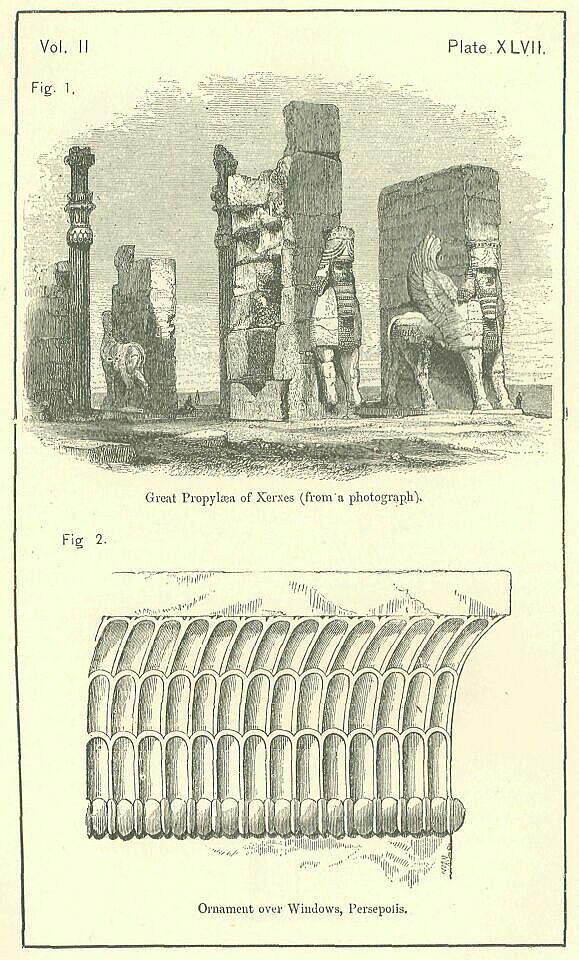 Vol. II
Plate XLVII.
Fig. 1.
Great Propylæa of Xerxes (from a photograph).
Fig 2.
Ornament over Windows, Persepolis.